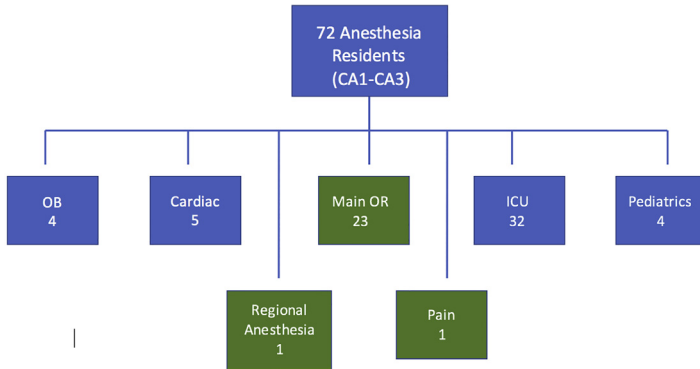 72 Anesthesia
Residents
(CA1-CA3)
OB
4
Cardiac
5
Main OR
23
ICU
32
Pediatrics
4
Regional
Anesthesia
1
Pain
1